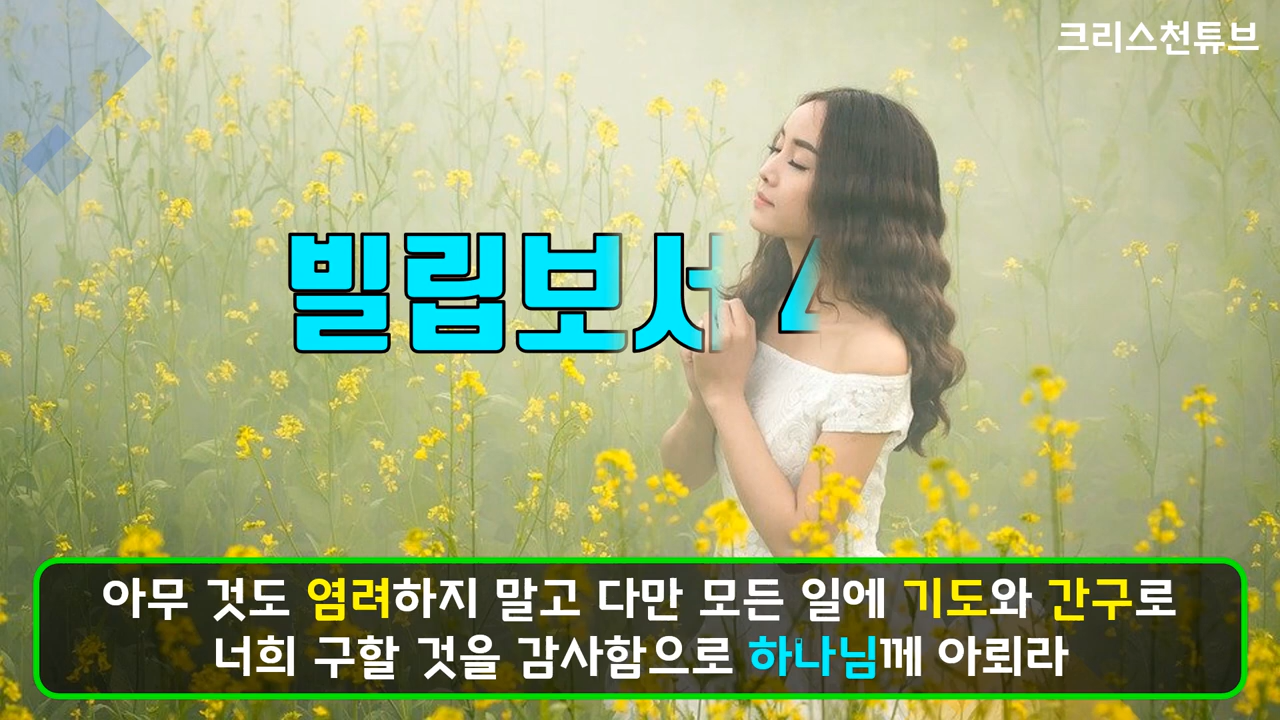 크리스천튜브
빌립보서 4
아무 것도 염려하지 말고 다만 모든 일에 기도와 간구로
너희 구할 것을 감사함으로 하나님께 아뢰라